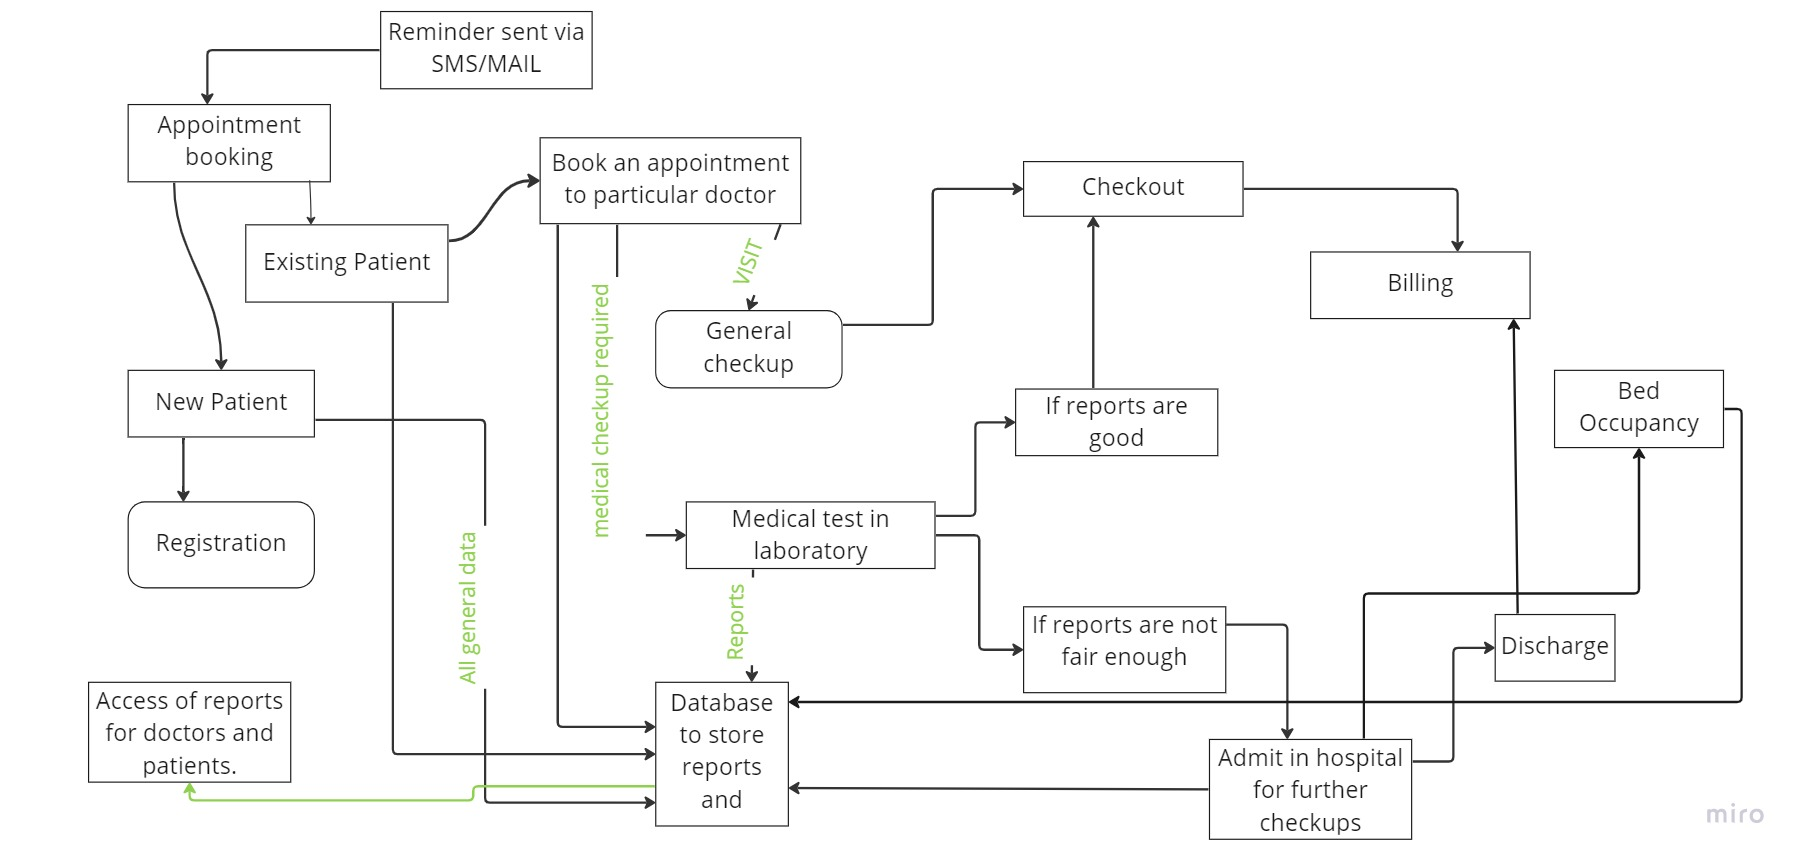 Reminder sent via
SMS/MAIL
Appointment
booking
Book an appointment
to particular doctor
Checkout
Existing Patient
VISIT
Billing
General
checkup
New Patient
medical checkup required
If reports are
good
Bed
Occupancy
Registration
Medical test in
laboratory
All general data
Reports
If reports are not
fair enough
Discharge
Access of reports
for doctors and
patients.
Database
to store
reports
and
Admit in hospital
for further
checkups
miro